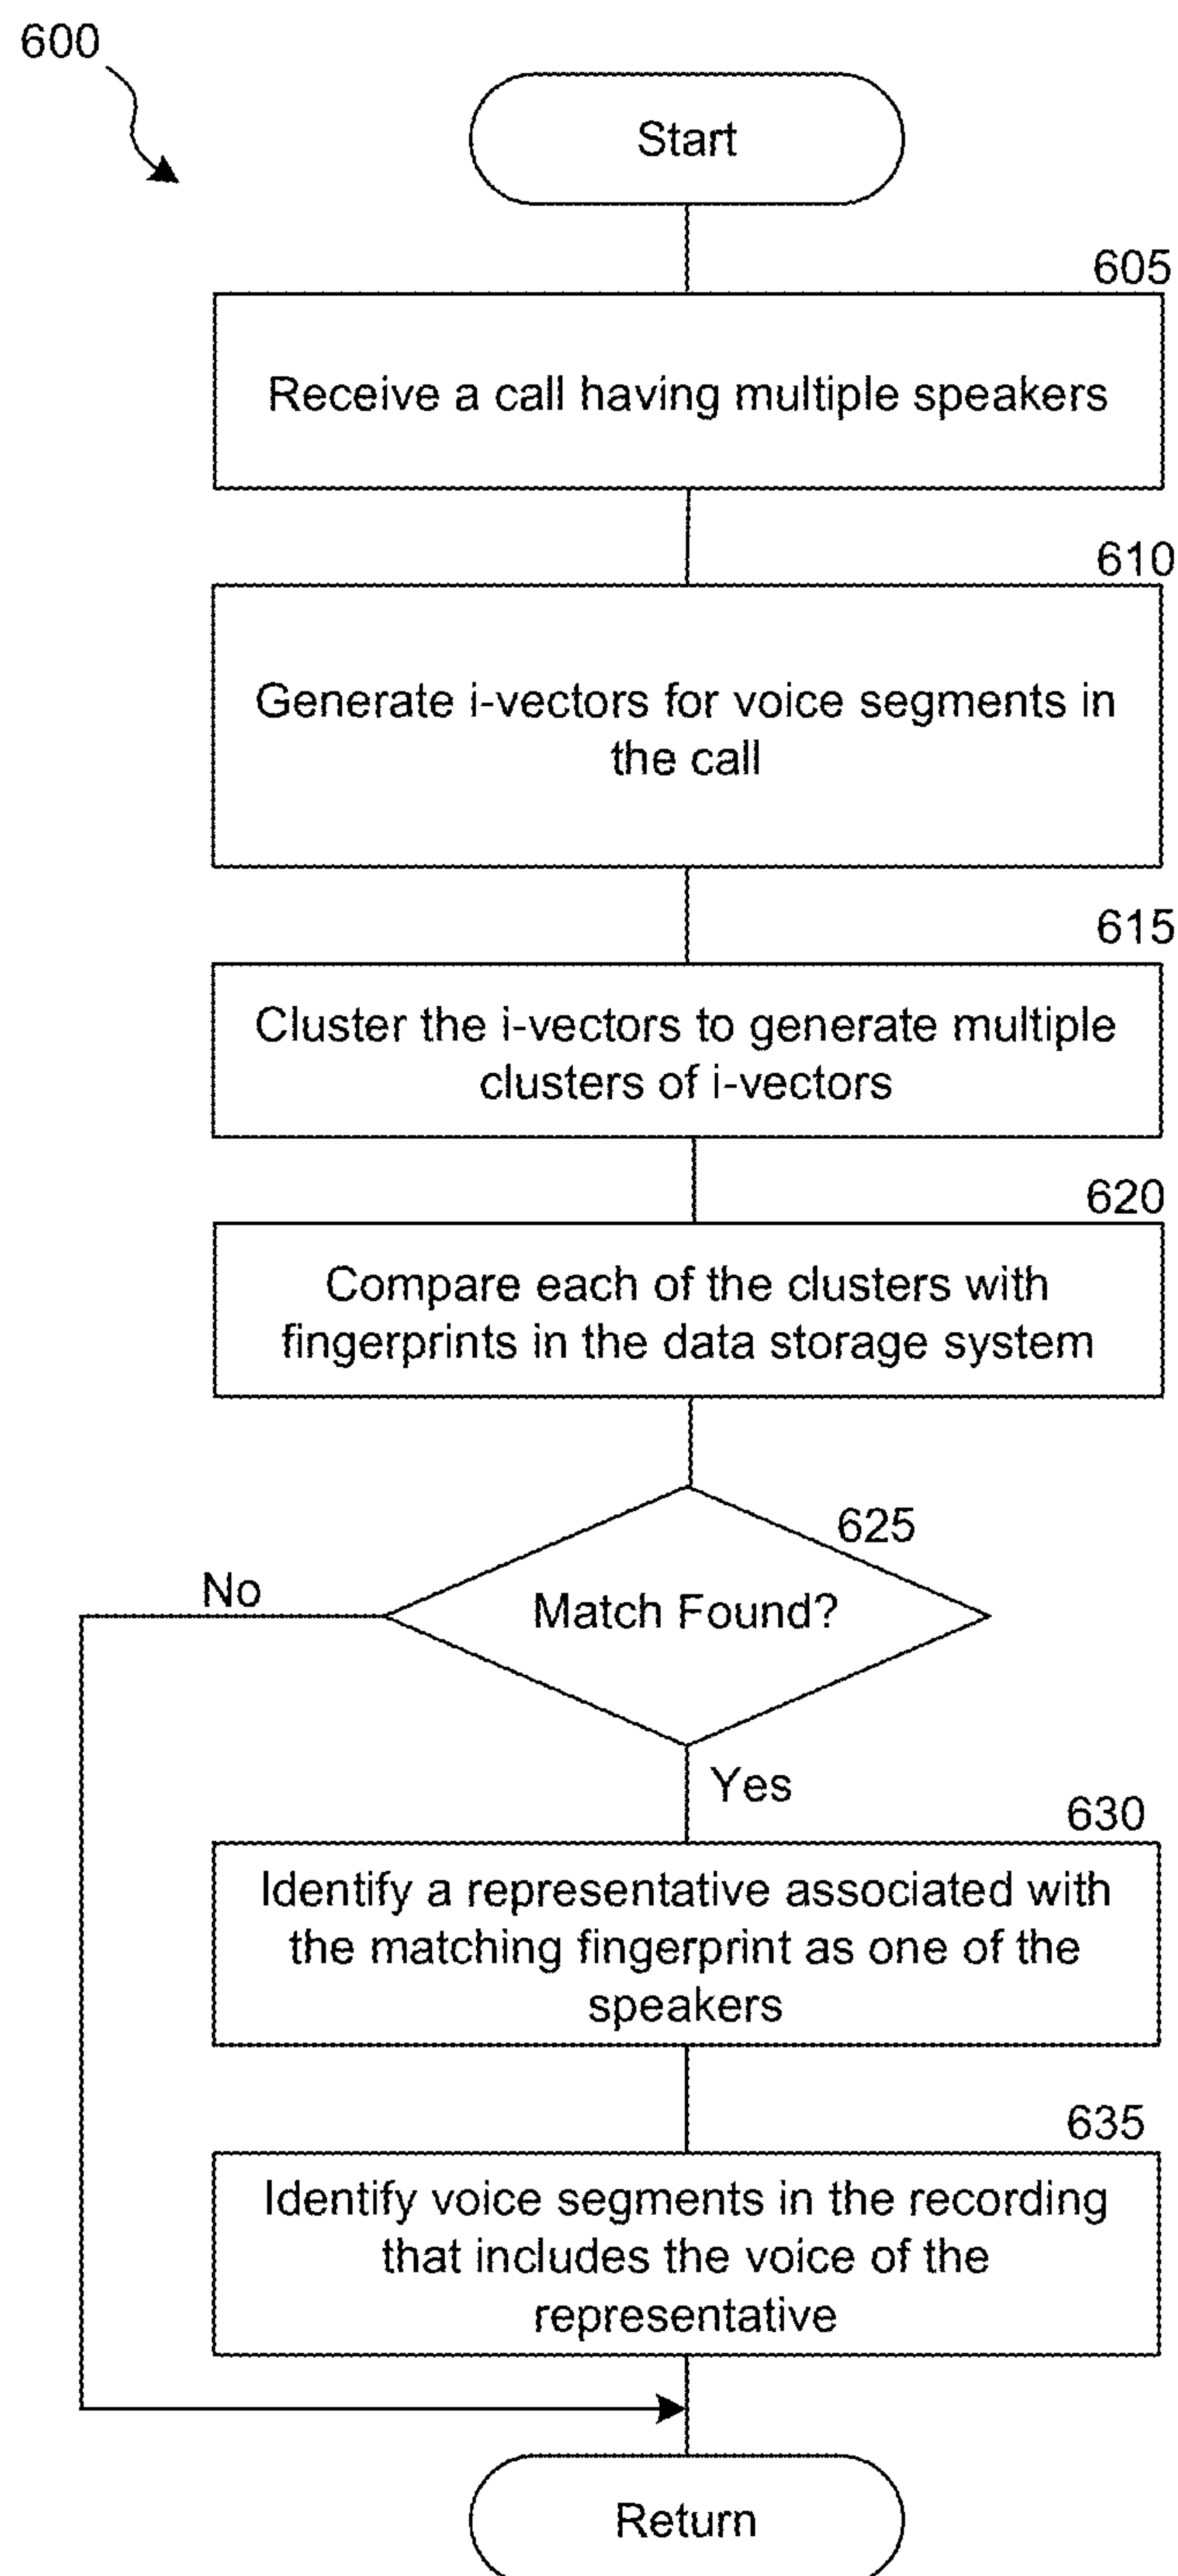 600
Start
605
Receive a call having multiple speakers
610
Generate i-vectors for voice segments in
the call
615
Cluster the i-vectors to generate multiple
clusters of i-vectors
620
Compare each of the clusters with
fingerprints in the data storage system
625
Match Found?
No
Yes
630
Identify a representative associated with
the matching fingerprint as one of the
speakers
635
Identify voice segments in the recording
that includes the voice of the
representative
Return